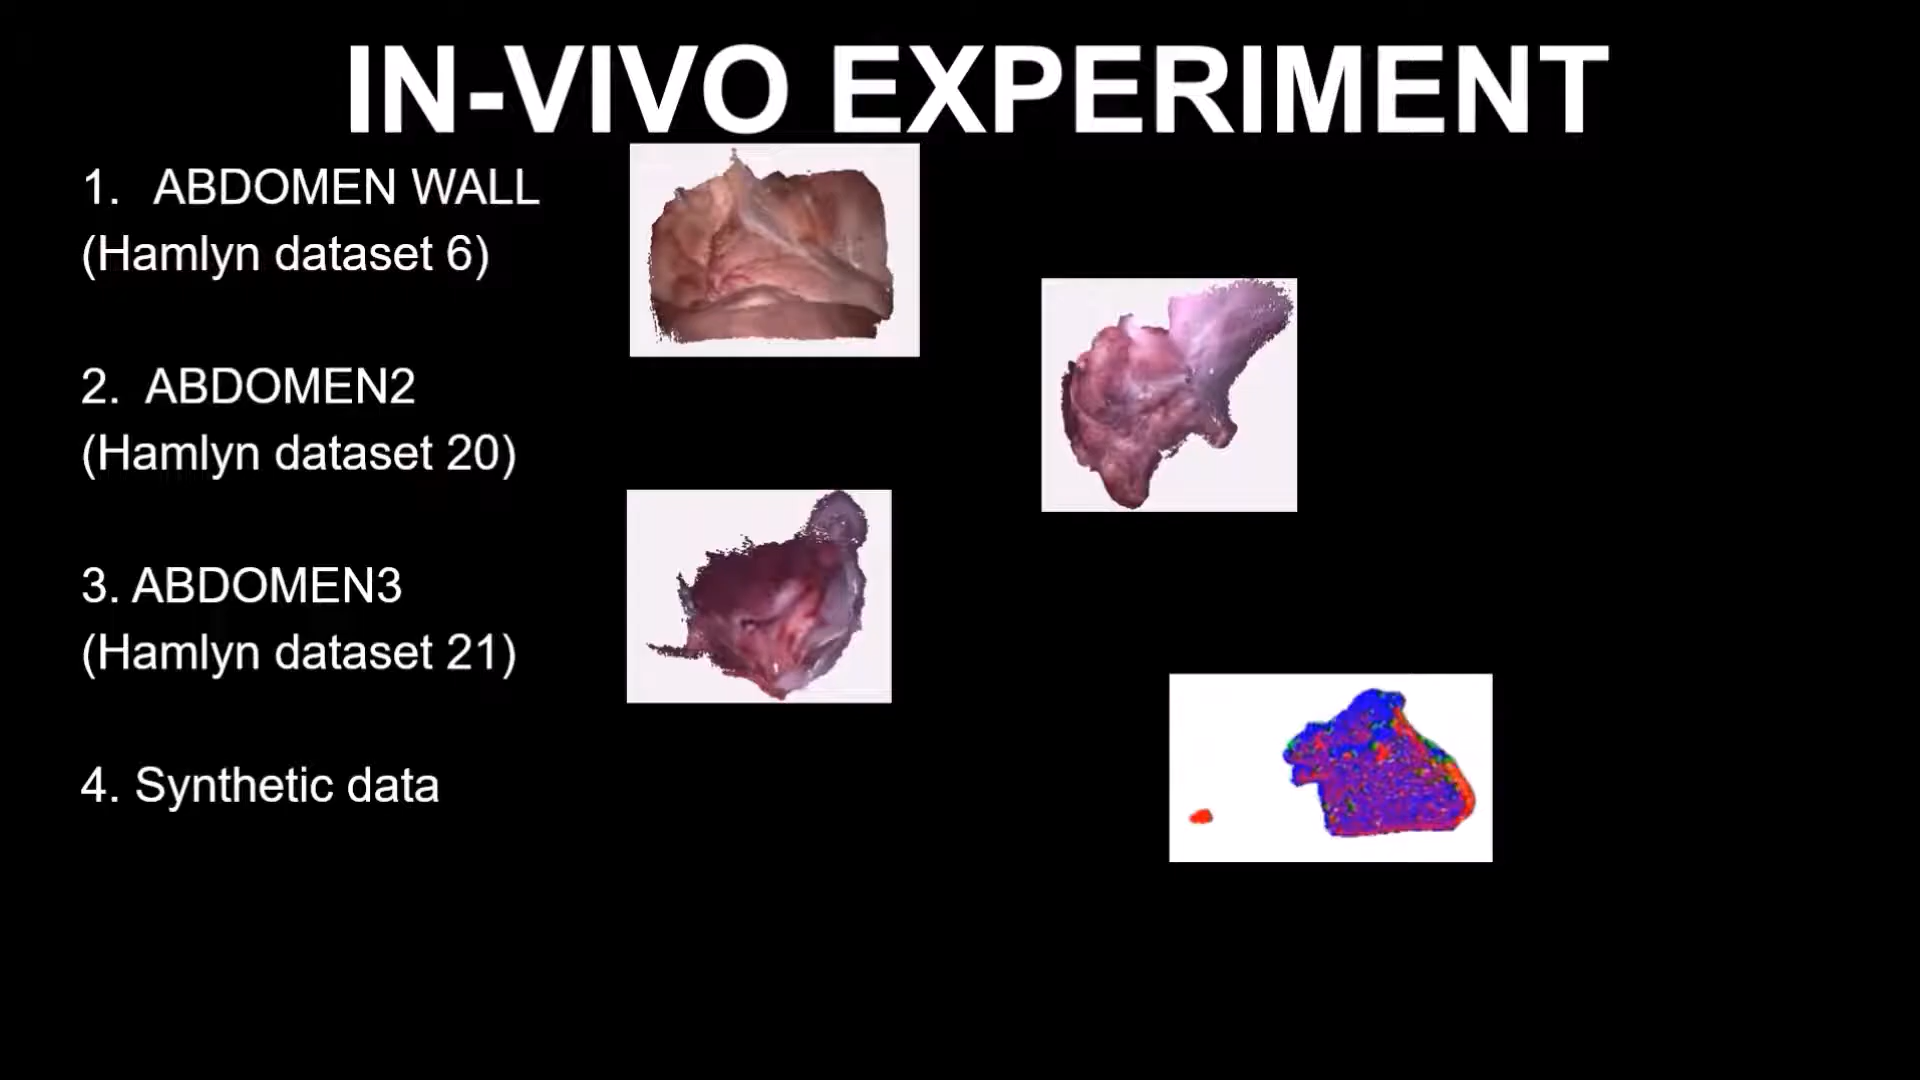 IN-VIVO EXPERIMENT
1. ABDOMEN WALL
(Hamlyn dataset 6)
2. ABDOMEN2
(Hamlyn dataset 20)
3. ABDOMEN3
(Hamlyn dataset 21)
4. Synthetic data